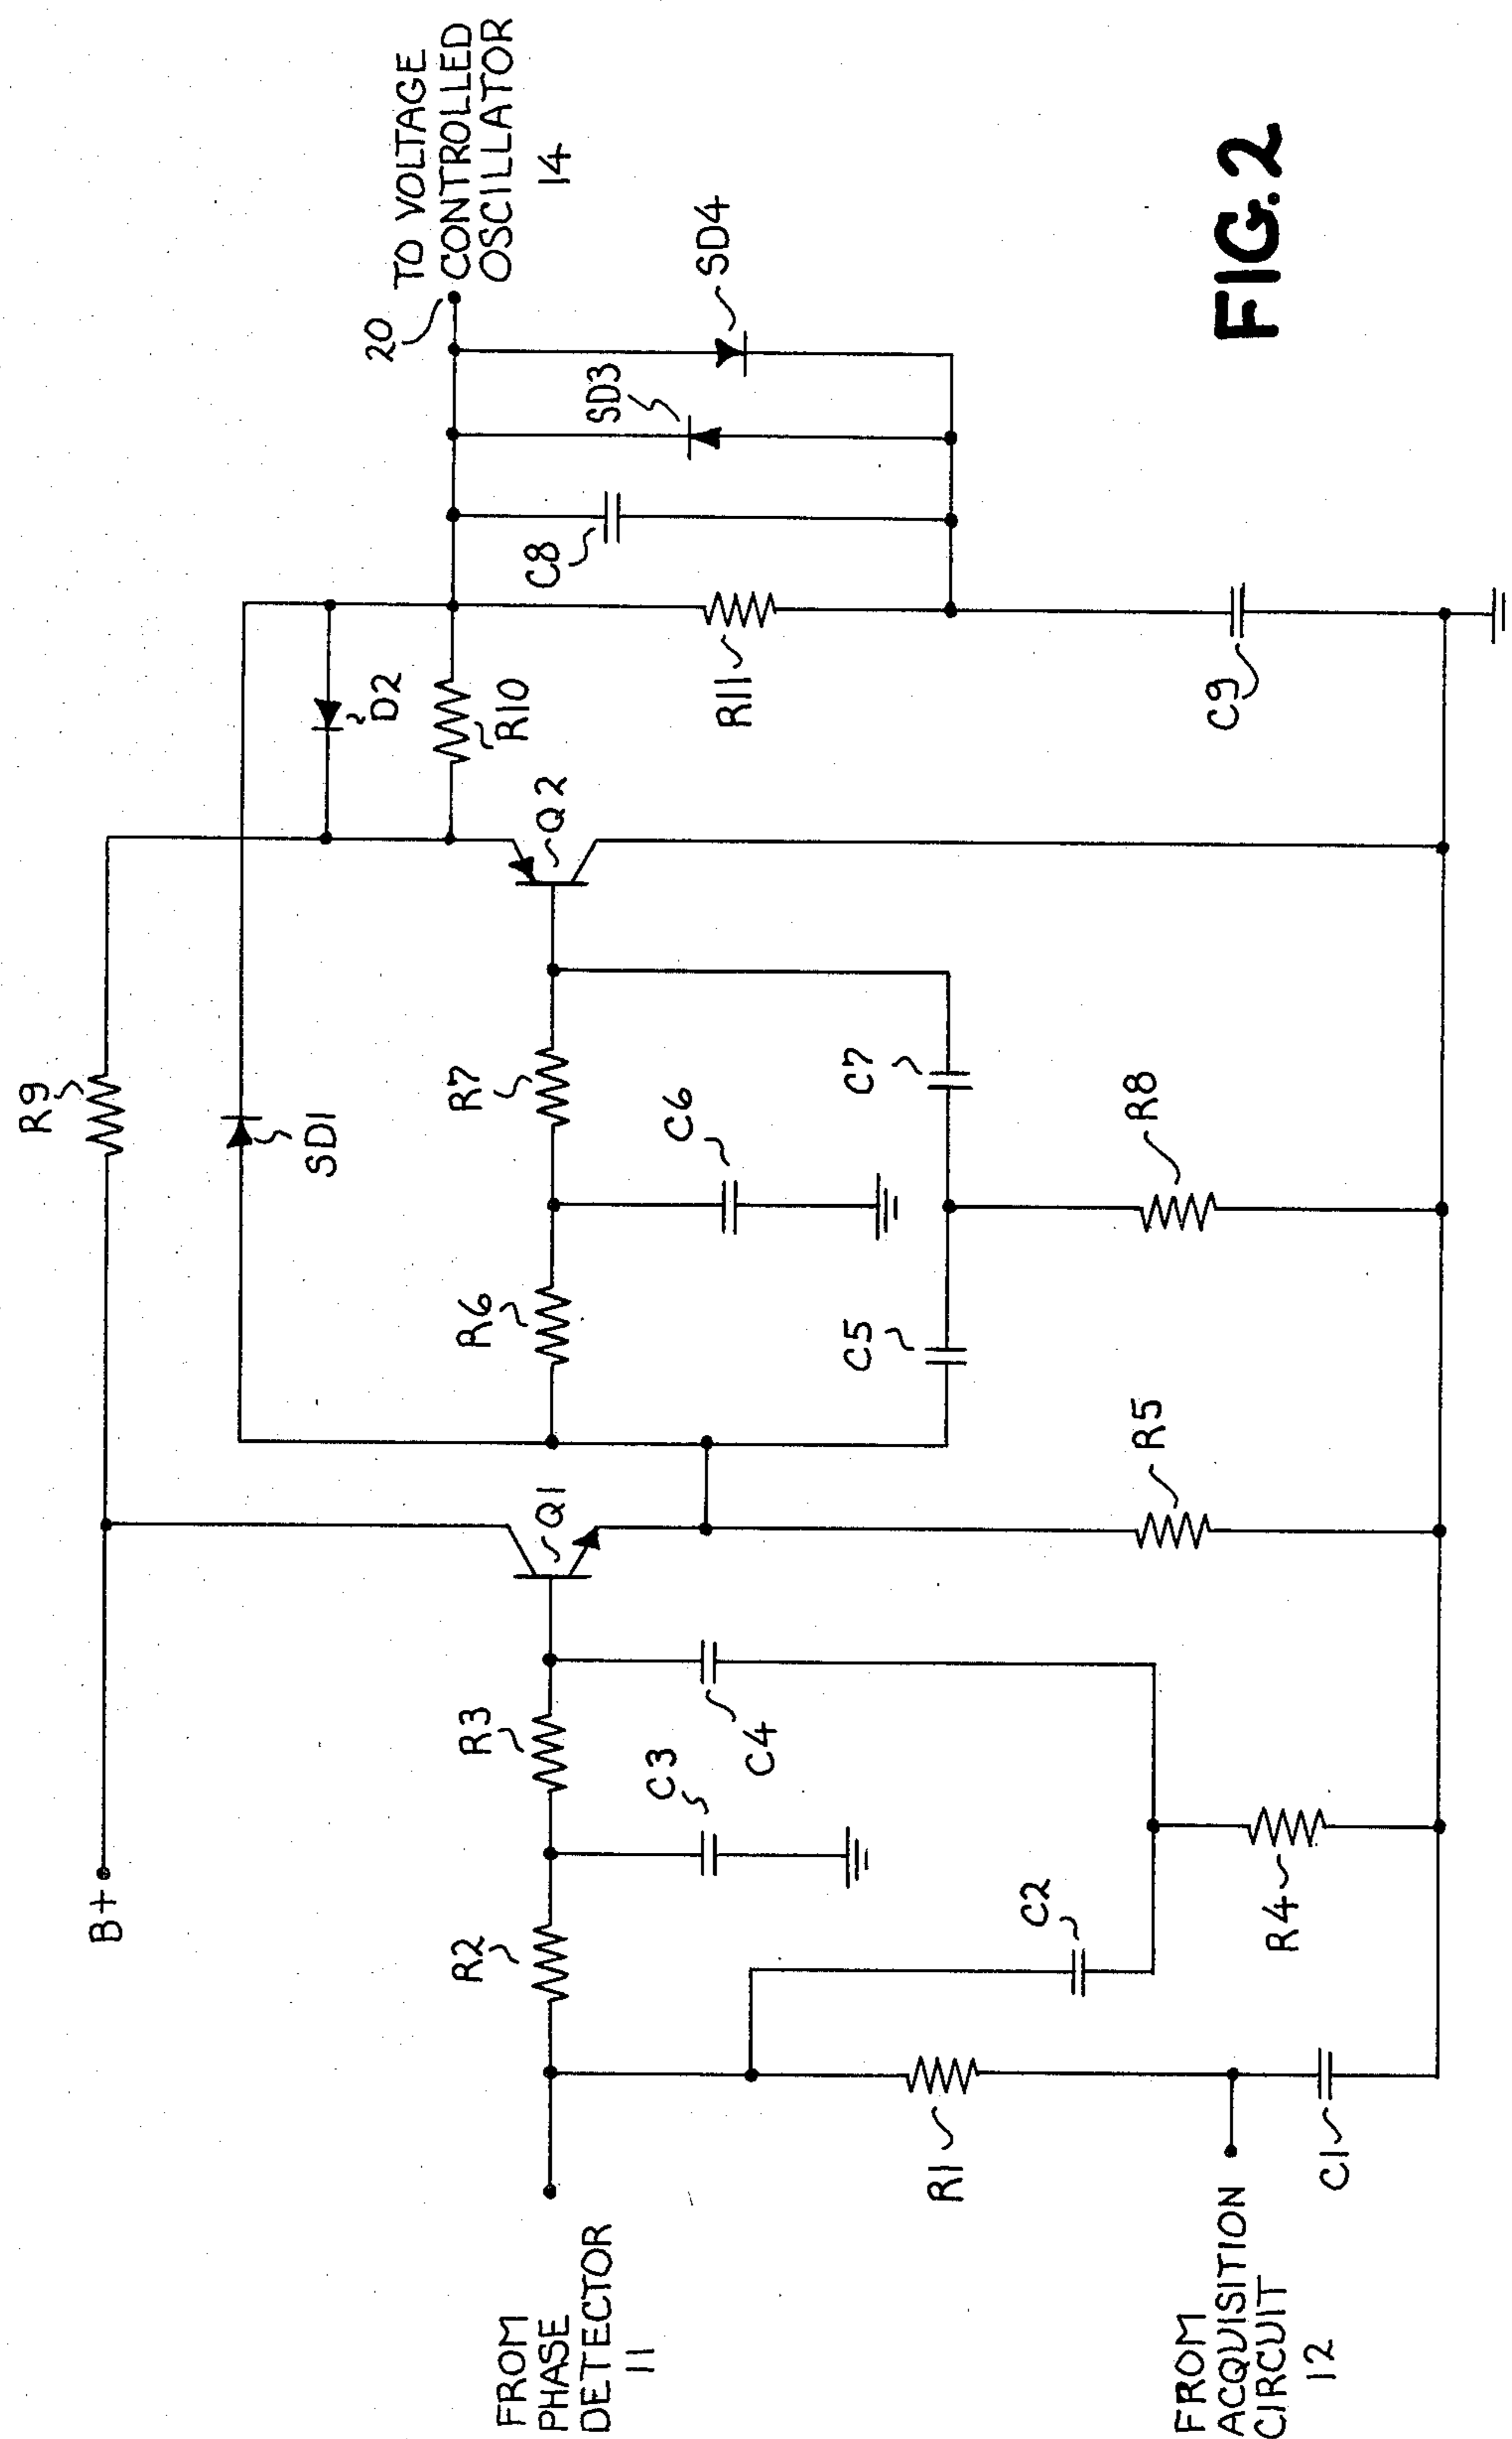 B+
R9
SD1
D2
20
TO VOLTAGE
CONTROLLED
OSCILLATOR
14
FROM
PHASE
DETECTOR
11
R2
R3
Q1
R6
R7
Q2
R10
C3
C4
C6
C8
SD3
SD4
R1
C2
C5
C7
R11
FROM
ACQUISITION
CIRCUIT
12
C1
R4
R5
R8
C9
FIG.2